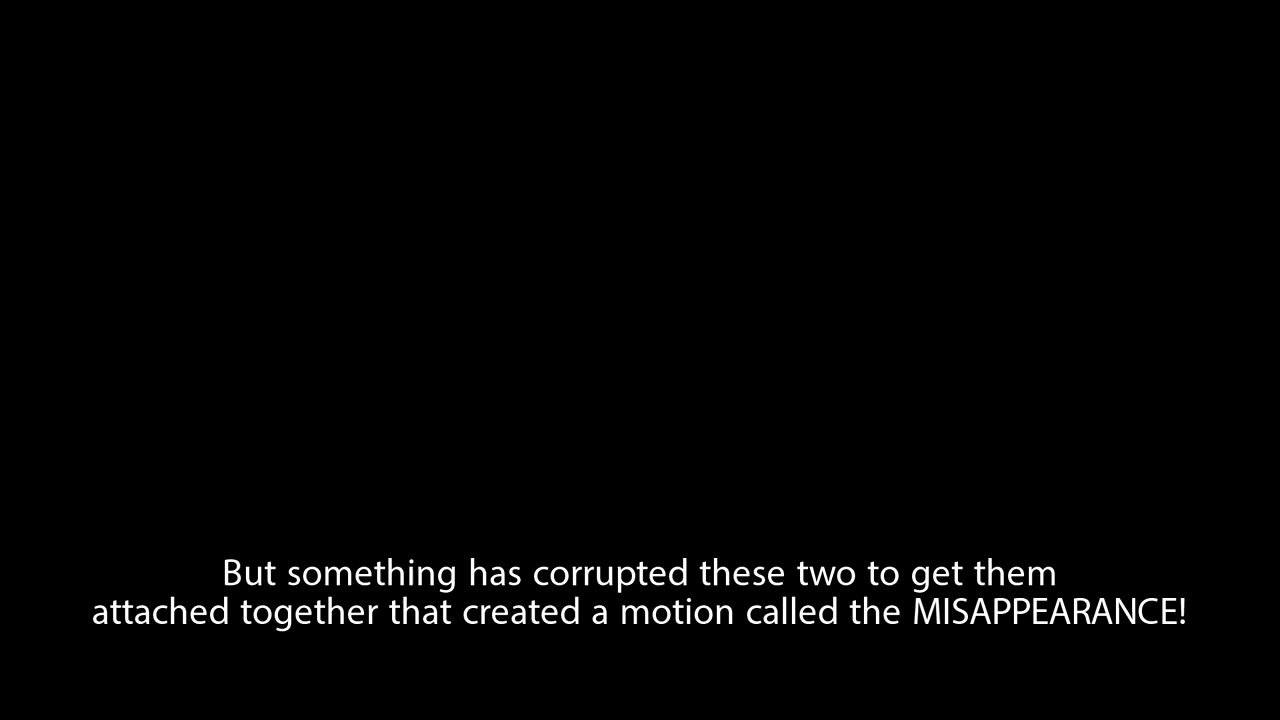 But something has corrupted these two to get them
attached together that created a motion called the MISAPPEARANCE!